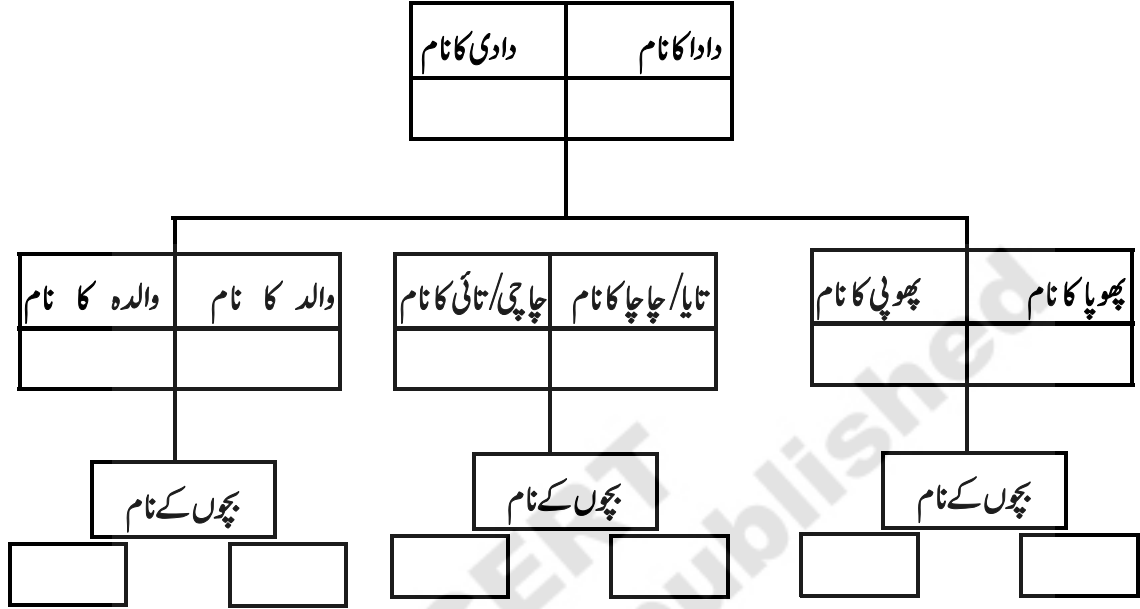 دادا کا نام
دادی کا نام
پھوپا کا نام
پھوپی کا نام
تایا/چاچا کا نام
چاچی/تائی کا نام
والد کا نام
والدہ کا نام
بچوں کے نام
بچوں کے نام
بچوں کے نام
ublished